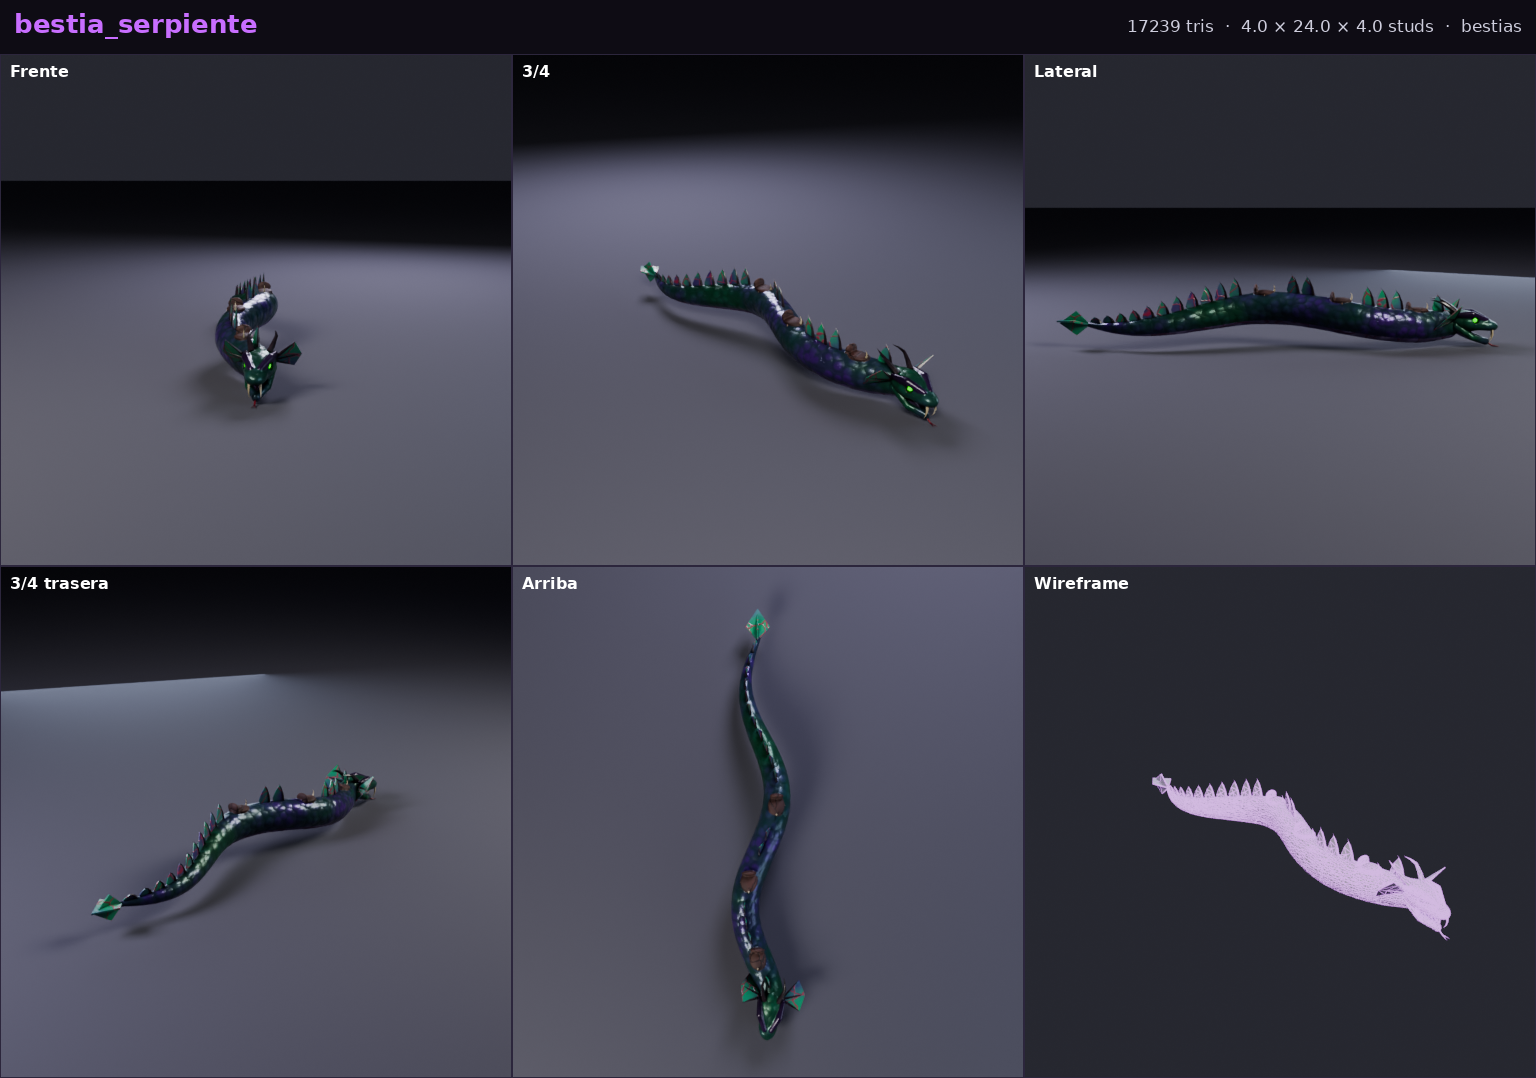 bestia_serpiente
17239 tris · 4.0 × 24.0 × 4.0 studs · bestias
Frente
3/4
Lateral
3/4 trasera
Arriba
Wireframe